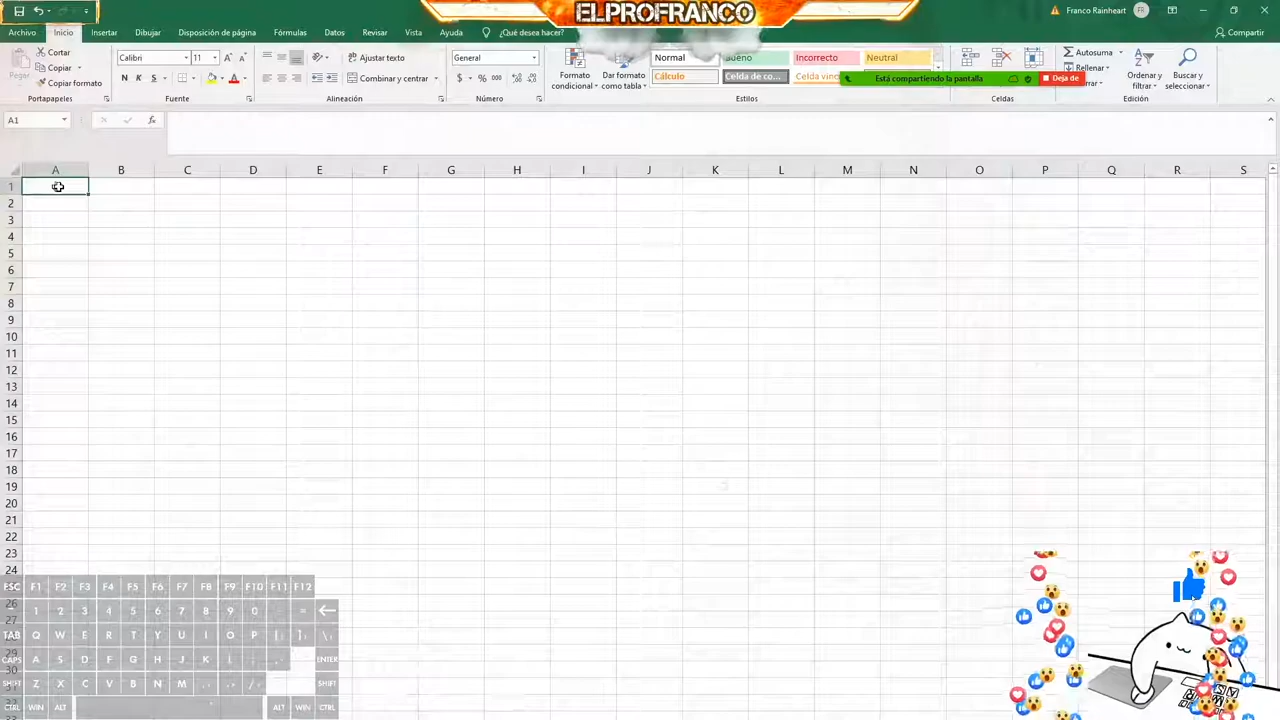 ELPROFRANCO
Franco Rainheart FR
Archivo Inicio Insertar Dibujar Disposición de página Fórmulas Datos Revisar Vista Ayuda ¿Qué desea hacer? Compartir
Pegar
Cortar
Copiar
Copiar formato
Portapapeles
Calibri 11
N K S
Fuente
Ajustar texto
Combinar y centrar
Alineación
General
$ % 000
Número
Formato condicional
Dar formato como tabla
Normal Bueno Incorrecto Neutral
Cálculo Celda de co... Celda vinc
Estilos
Está compartiendo la pantalla Deja de
Celdas
Autosuma
Rellenar
Ordenar y filtrar
Buscar y seleccionar
Edición
A1 fx
A B C D E F G H I J K L M N O P Q R S
1
2
3
4
5
6
7
8
9
10
11
12
13
14
15
16
17
18
19
20
21
22
23
24
ESC F1 F2 F3 F4 F5 F6 F7 F8 F9 F10 F11 F12
1 2 3 4 5 6 7 8 9 0 =
TAB Q W E R T Y U I O P
CAPS A S D F G H J K ENTER
SHIFT Z X C V B N M SHIFT
CTRL WIN ALT ALT WIN CTRL